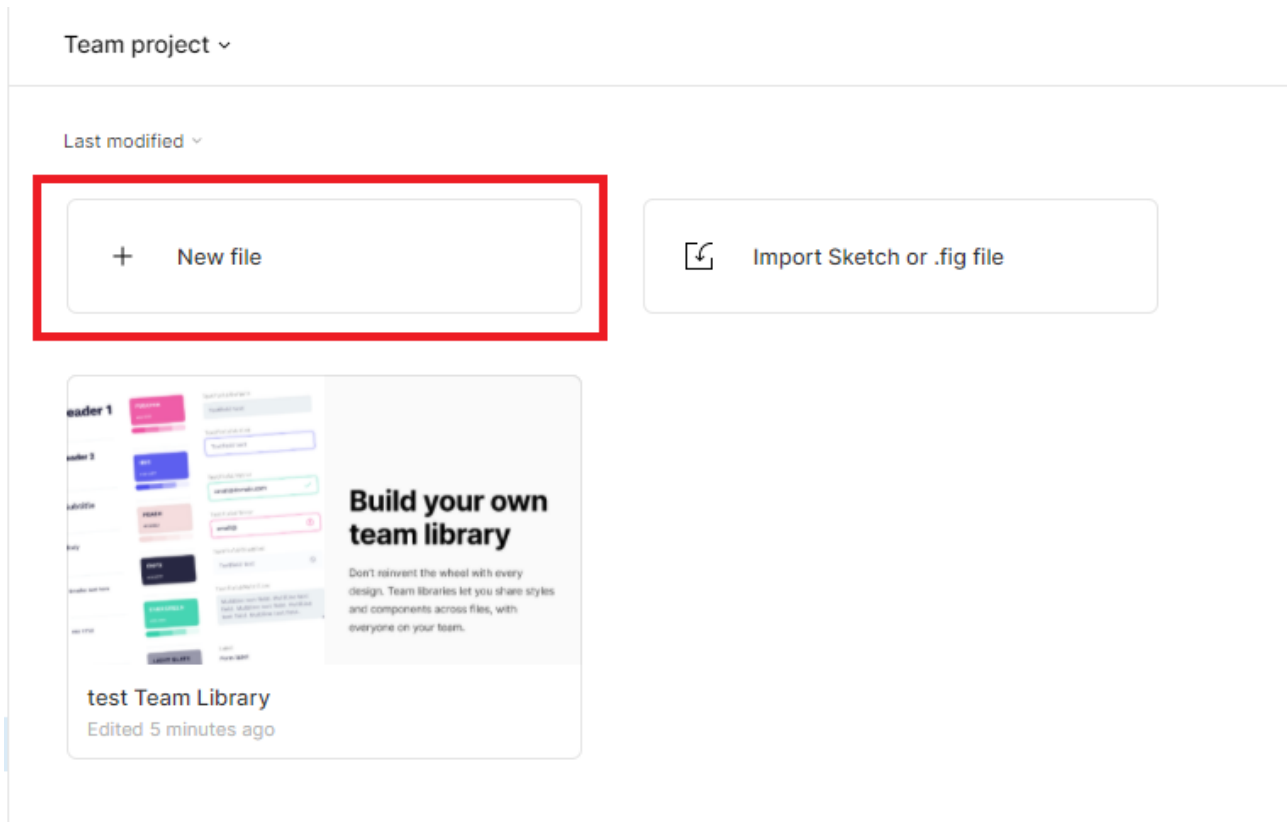 Team project
Last modified
New file
Import Sketch or .fig file
eader 1
Build your own
team library
Don't reinvent the wheel with every
design. Team libraries let you share styles
and components across files, with
everyone on your team.
test Team Library
Edited 5 minutes ago